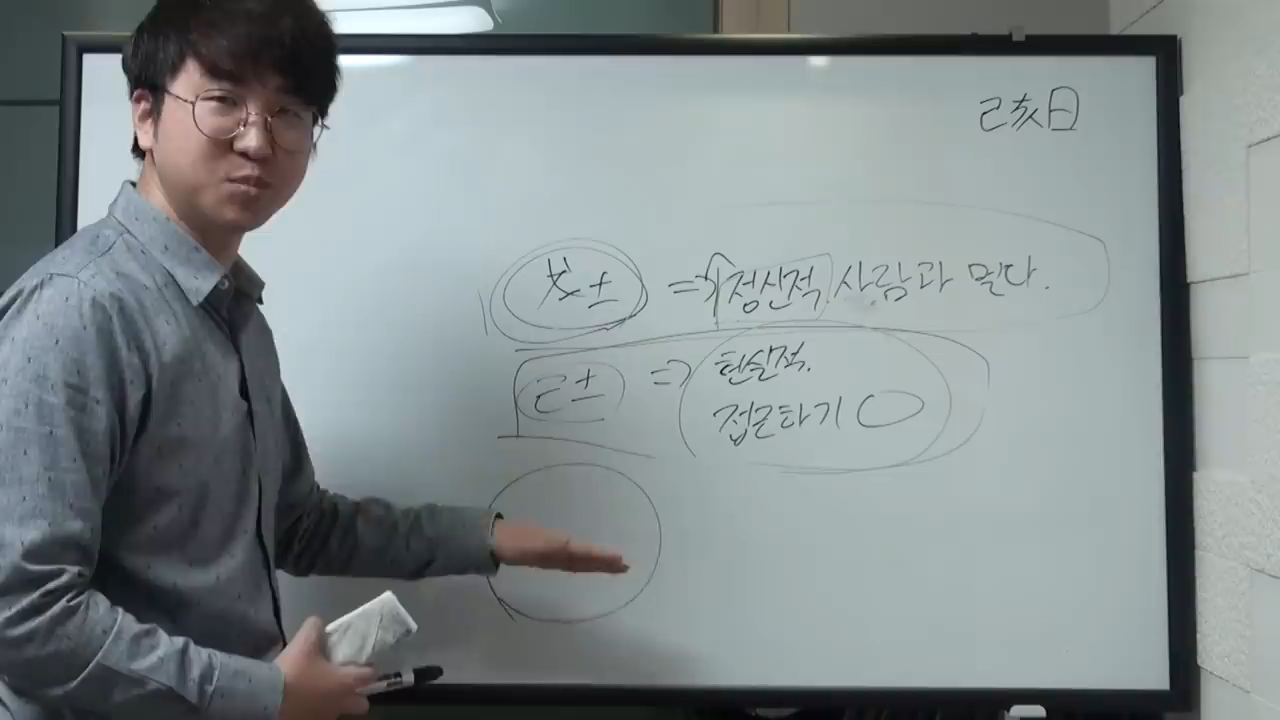 己亥日
戊土 => 정신적 사람과 멀다.
己土 => 현실적.
접근하기 ○